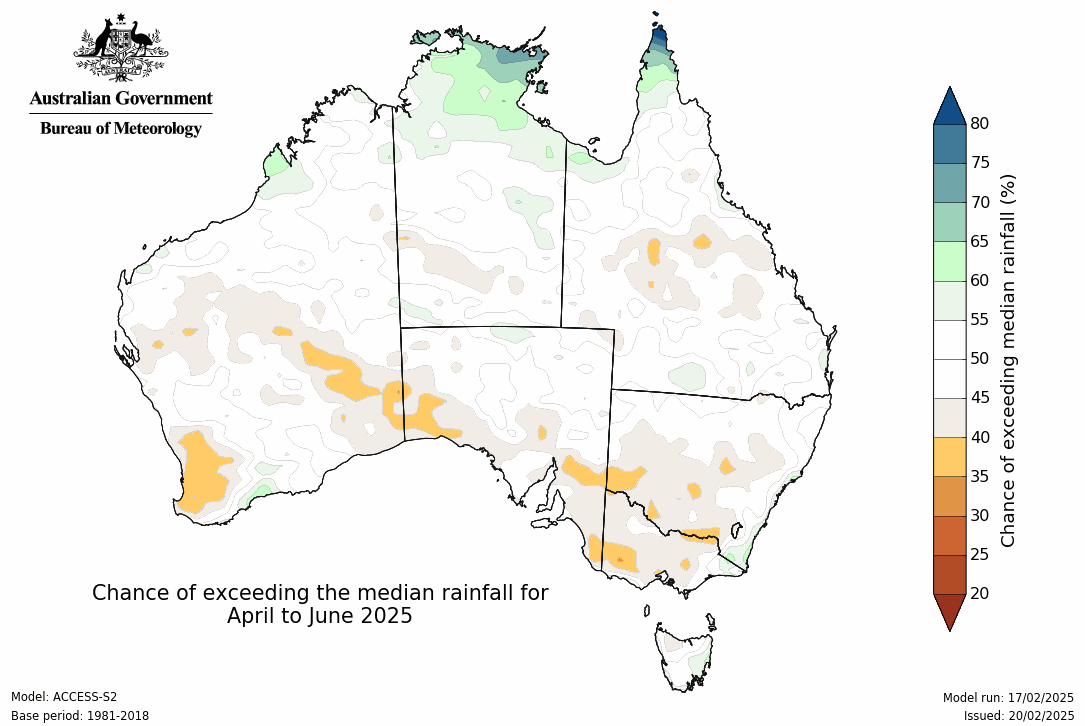 AUSTRALIA
Australian Government
Bureau of Meteorology
80
75
70
65
60
55
50
45
40
35
30
25
20
Chance of exceeding median rainfall (%)
Chance of exceeding the median rainfall for
April to June 2025
Model: ACCESS-S2
Base period: 1981-2018
Model run: 17/02/2025
Issued: 20/02/2025